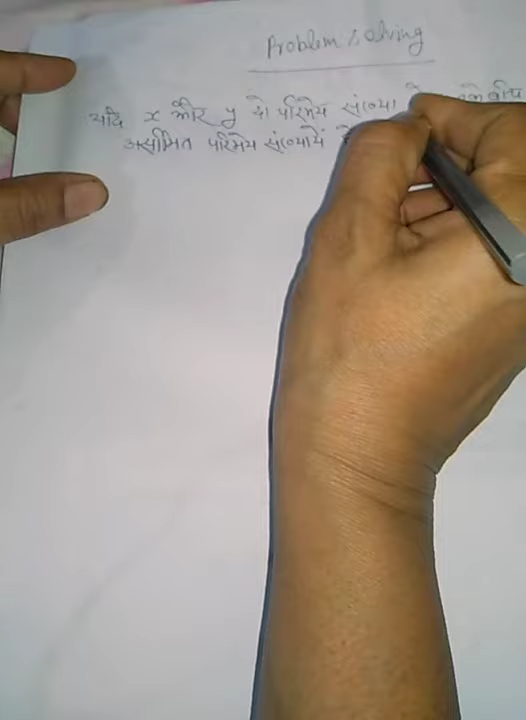 Problem Solving
यदि x और y दो परिमेय संख्या के बीच
असीमित परिमेय संख्यायें